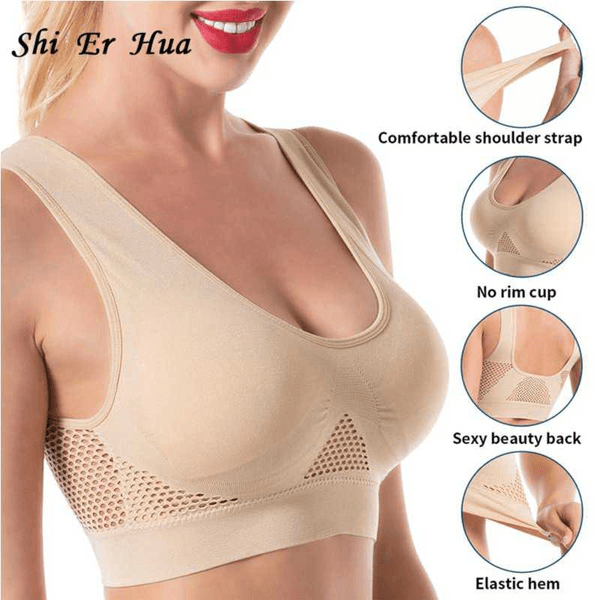 Shi Er Hua
Comfortable shoulder strap
No rim cup
Sexy beauty back
Elastic hem